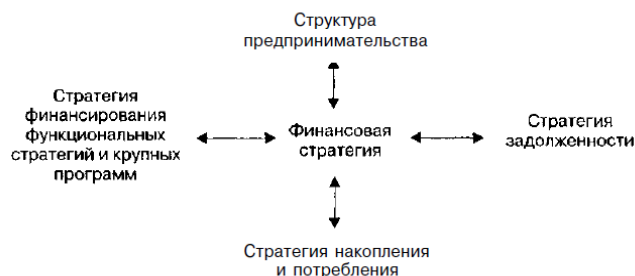 Структура
предпринимательства
Стратегия
финансирования
функциональных
стратегий и крупных
программ
Финансовая
стратегия
Стратегия
задолженности
Стратегия накопления
и потребления